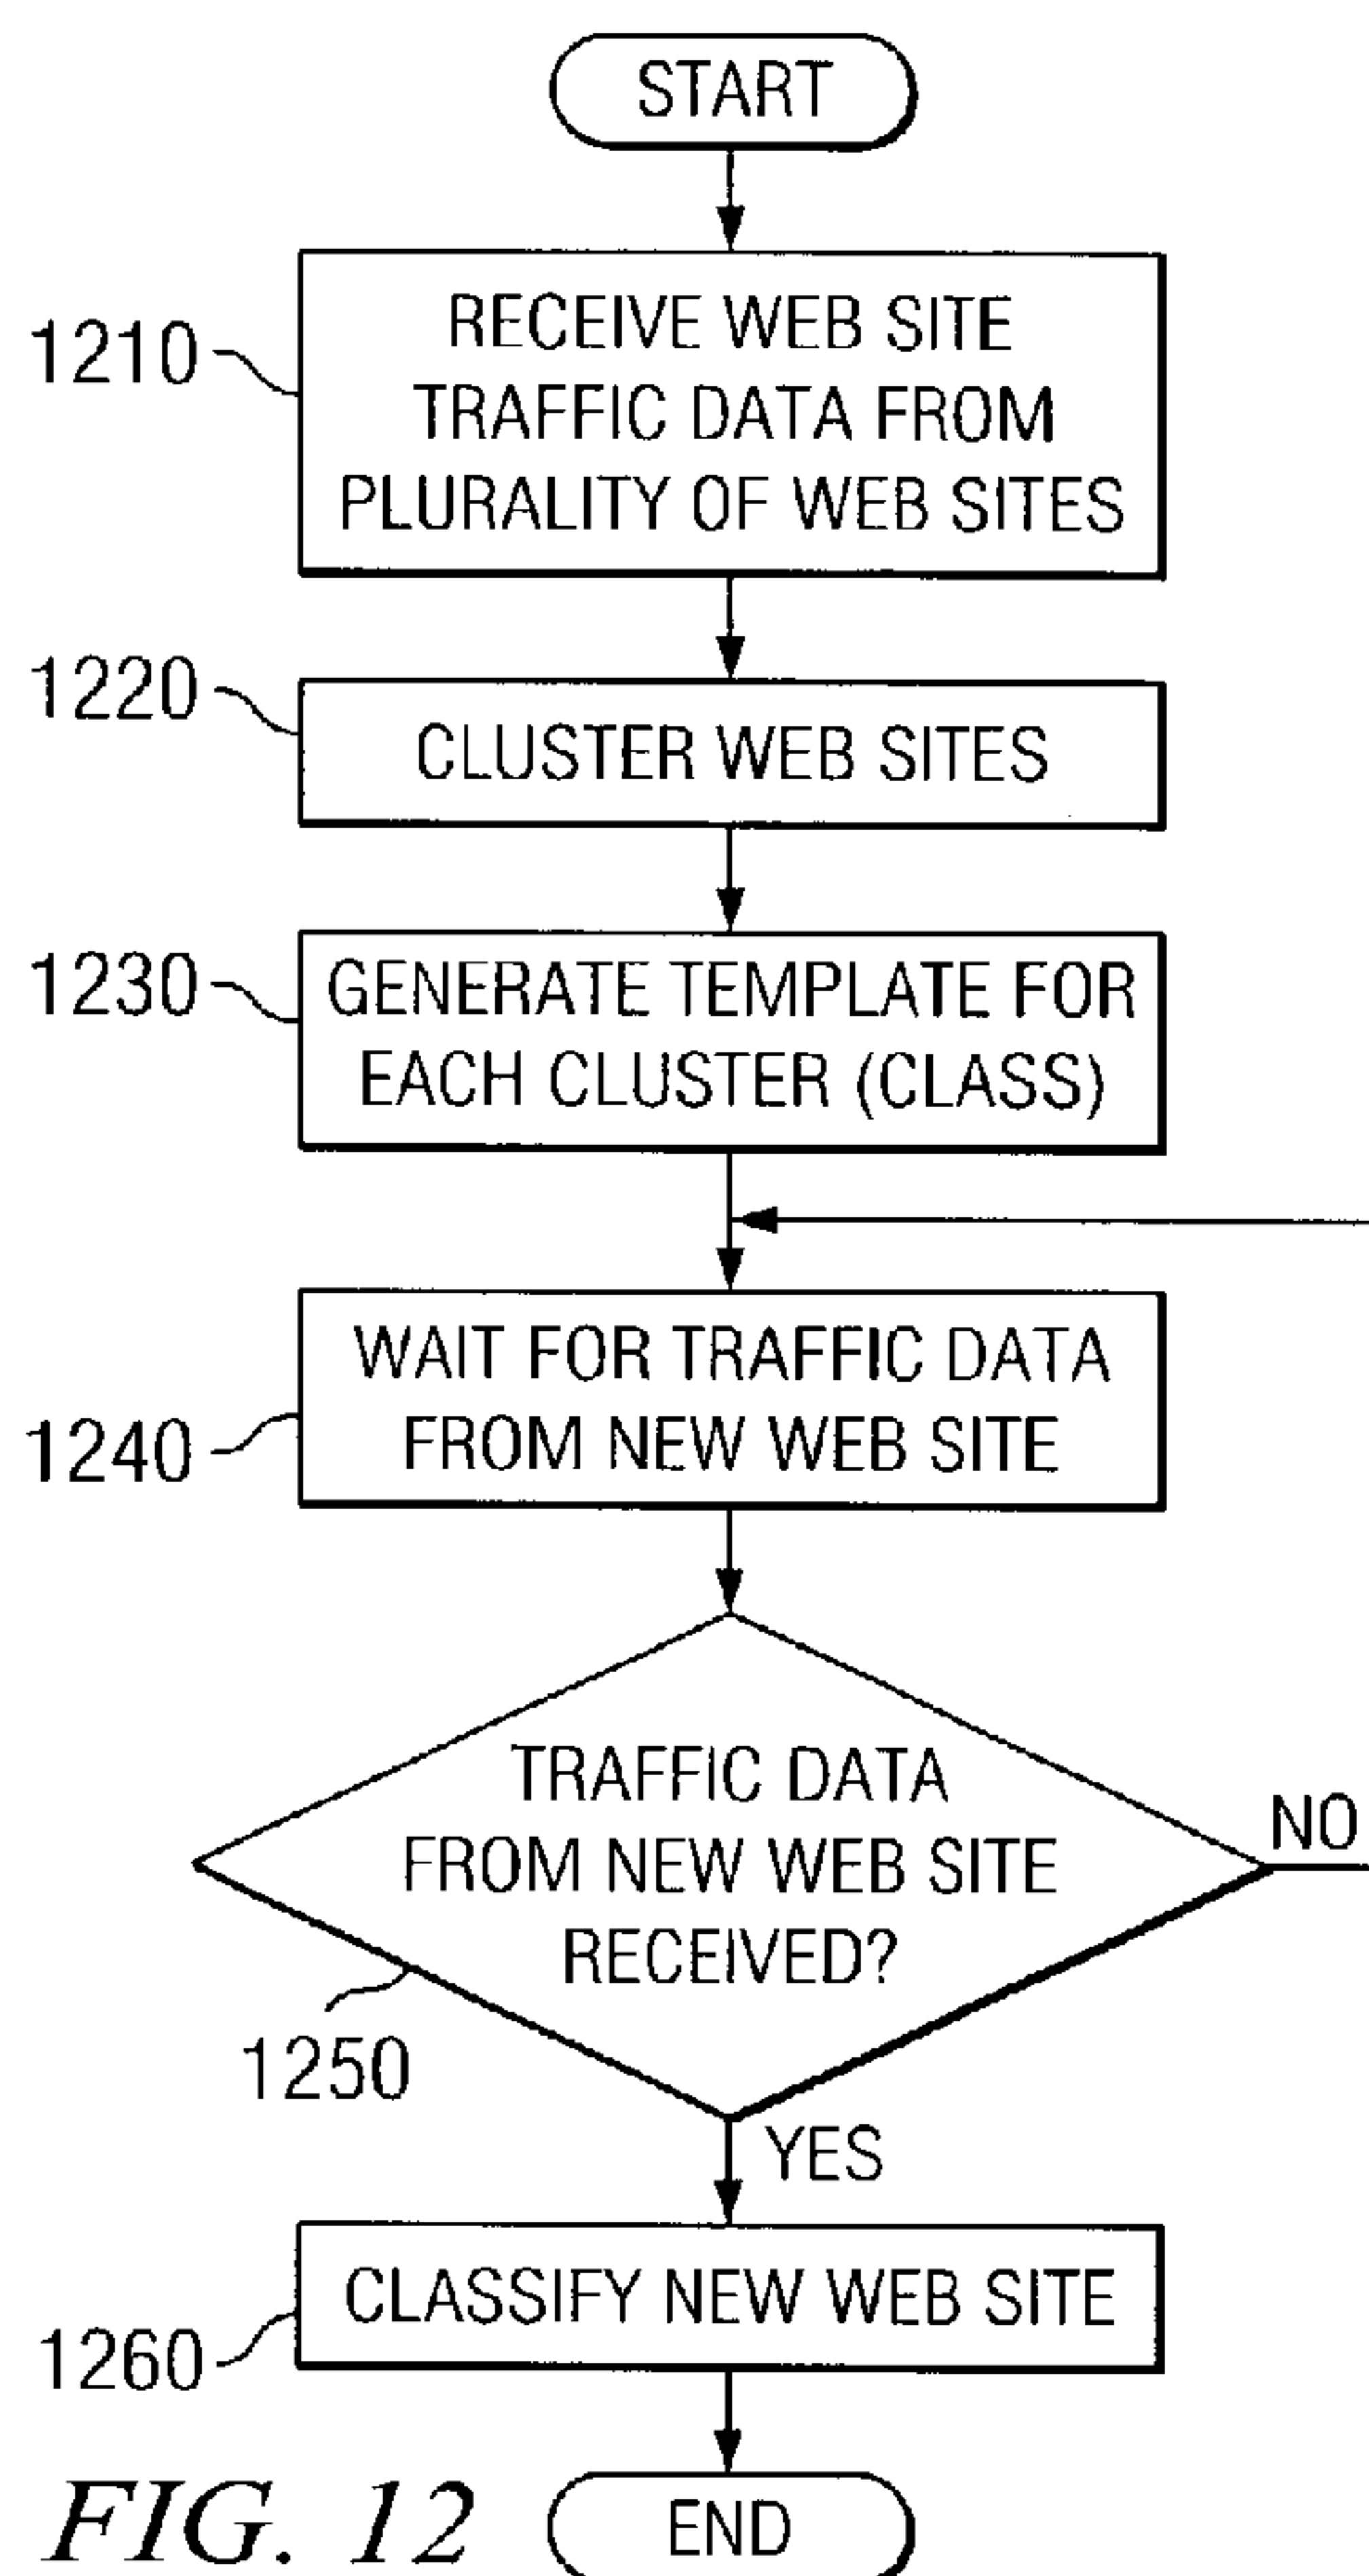 START
1210
RECEIVE WEB SITE
TRAFFIC DATA FROM
PLURALITY OF WEB SITES
1220
CLUSTER WEB SITES
1230
GENERATE TEMPLATE FOR
EACH CLUSTER (CLASS)
1240
WAIT FOR TRAFFIC DATA
FROM NEW WEB SITE
TRAFFIC DATA
FROM NEW WEB SITE
RECEIVED?
NO
1250
YES
1260
CLASSIFY NEW WEB SITE
END
FIG. 12